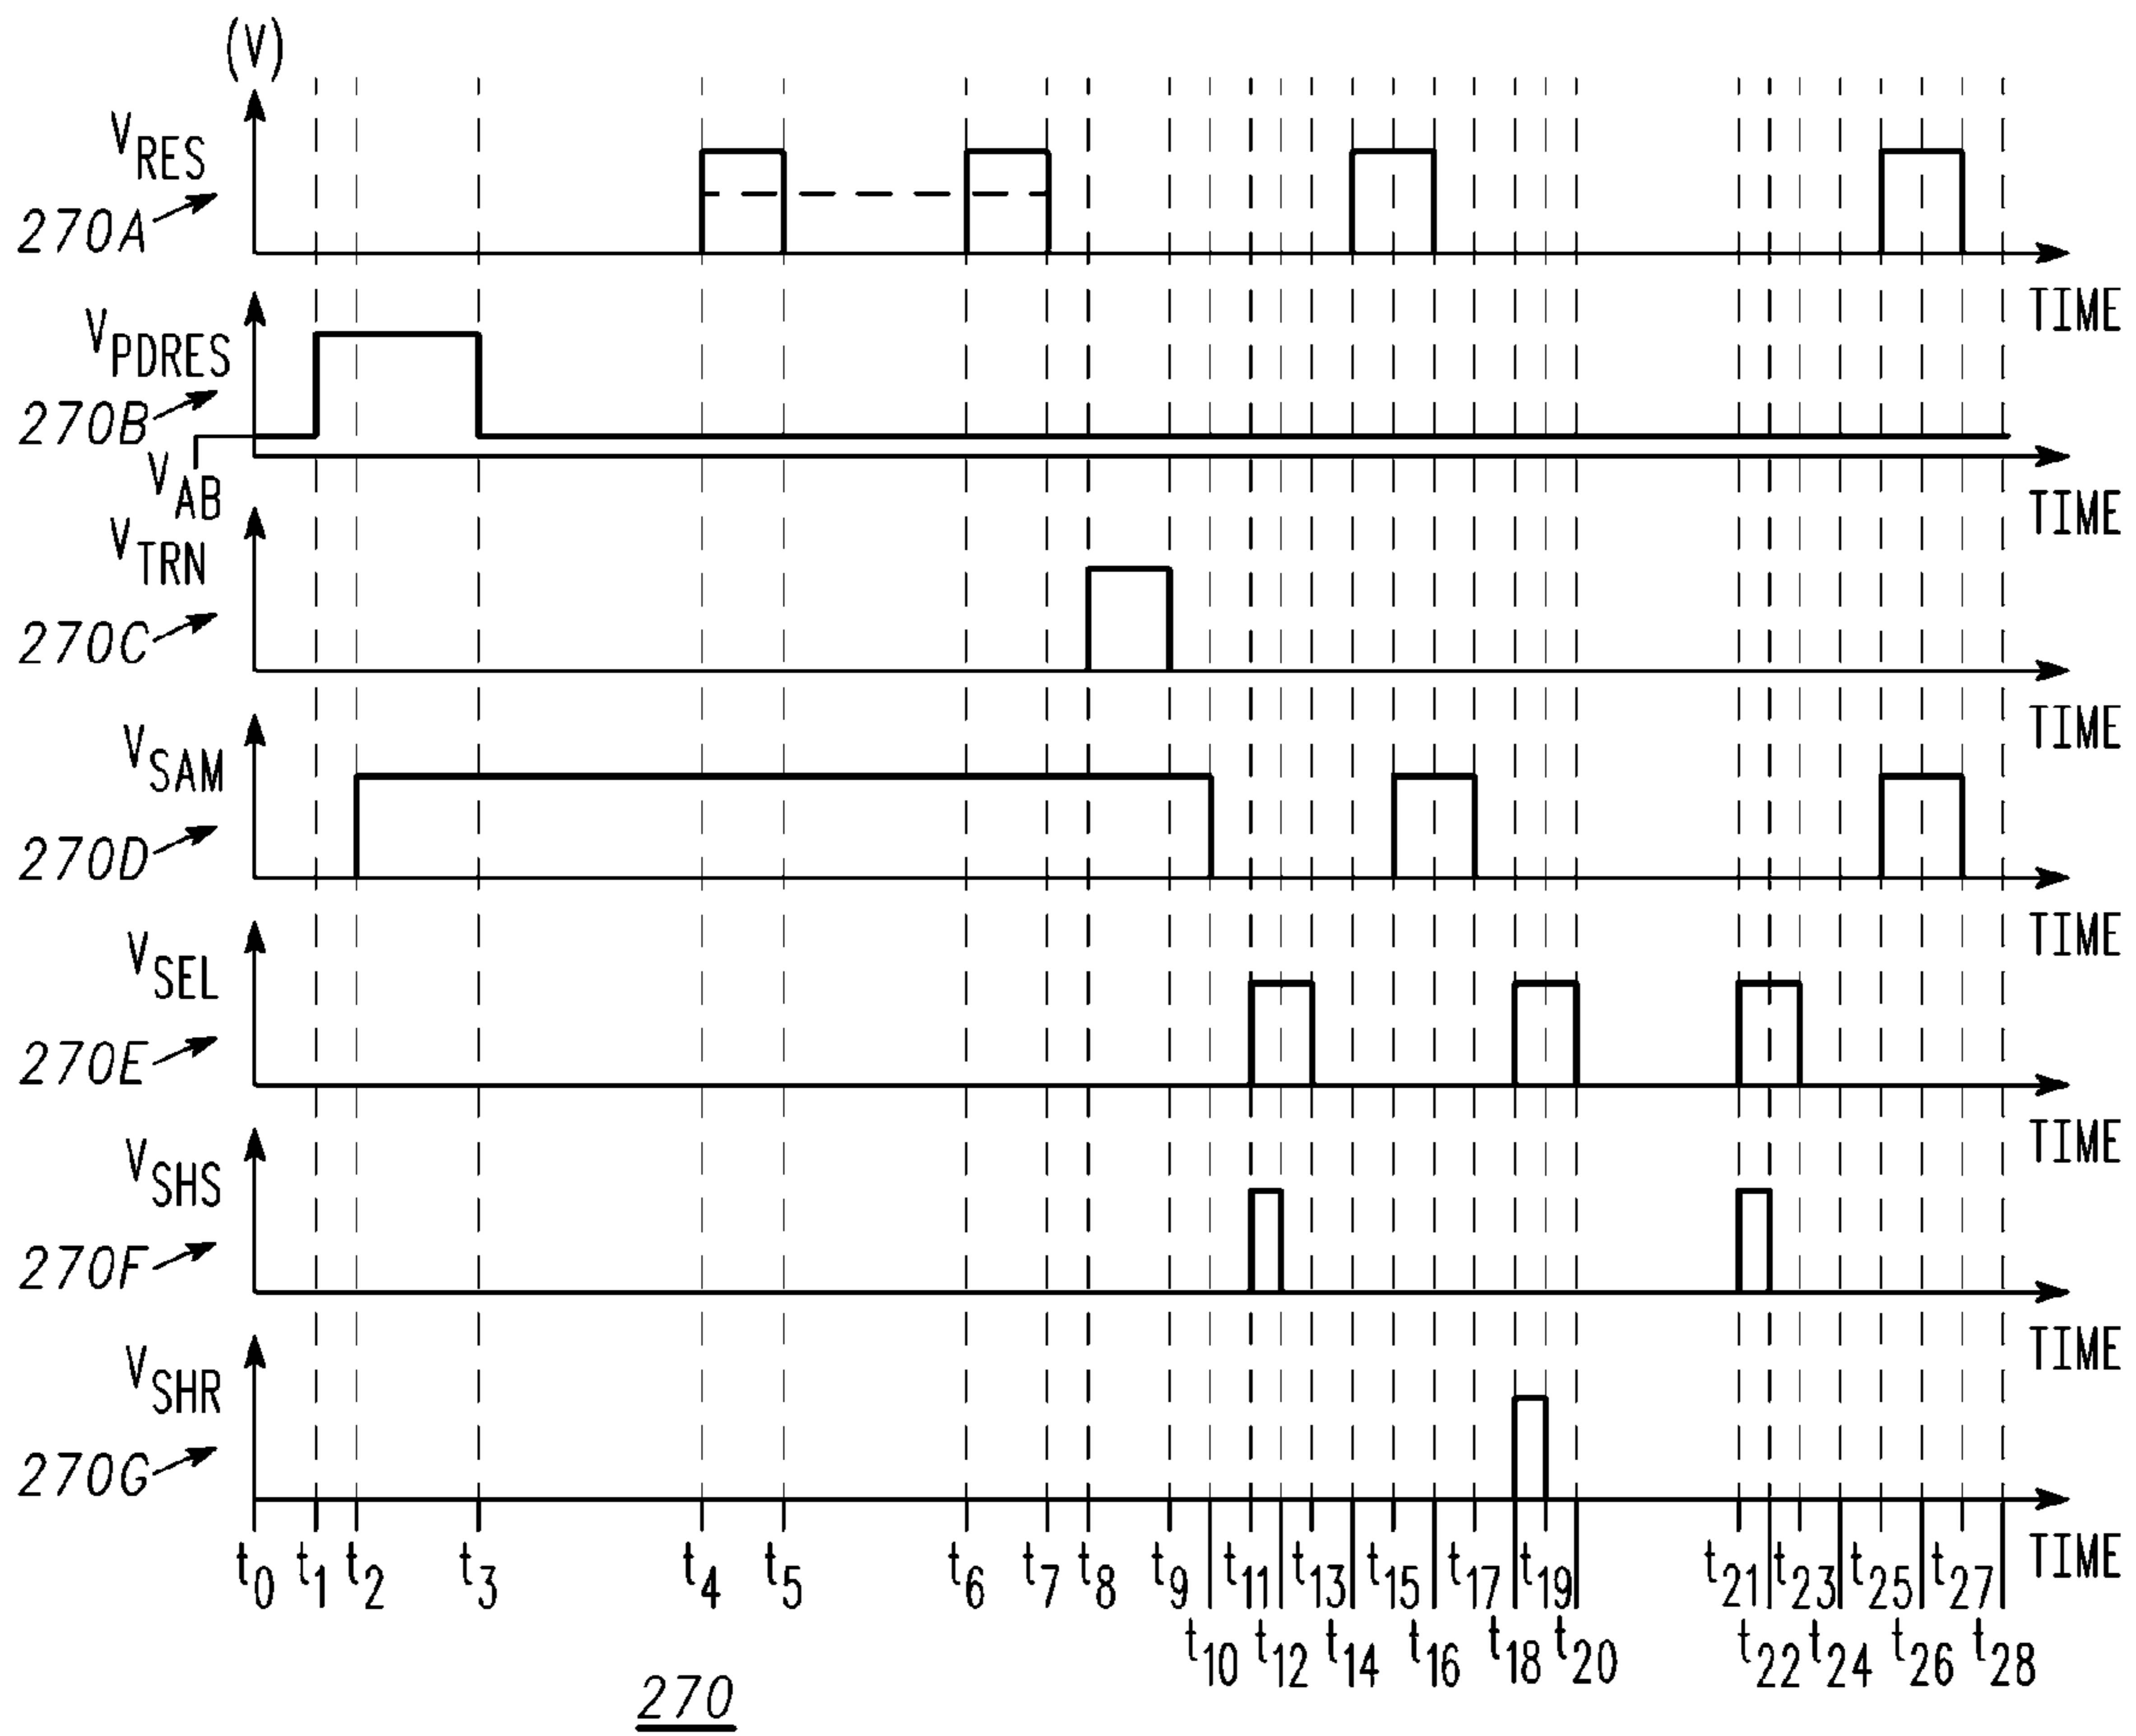 (V)
VRES
270A
TIME
VPDRES
270B
VAB
TIME
VTRN
270C
TIME
VSAM
270D
TIME
VSEL
270E
TIME
VSHS
270F
TIME
VSHR
270G
TIME
t0 t1 t2 t3 t4 t5 t6 t7 t8 t9 t11 t13 t15 t17 t19 t21 t23 t25 t27
t10 t12 t14 t16 t18 t20 t22 t24 t26 t28
270